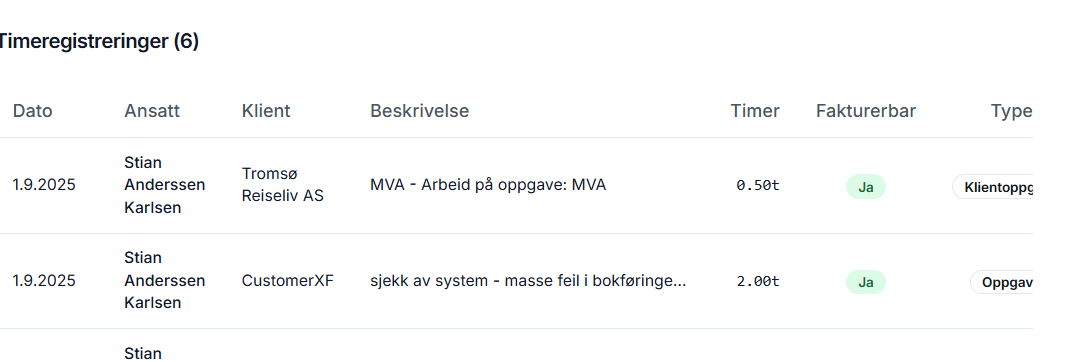 Timeregistreringer (6)
Dato Ansatt Klient Beskrivelse Timer Fakturerbar Type
Stian
Anderssen
Karlsen
1.9.2025
Tromsø
Reiseliv AS
MVA - Arbeid på oppgave: MVA
0.50t
Ja
Klientoppg
Stian
Anderssen
Karlsen
1.9.2025
CustomerXF
sjekk av system - masse feil i bokføringe...
2.00t
Ja
Oppgav
Stian